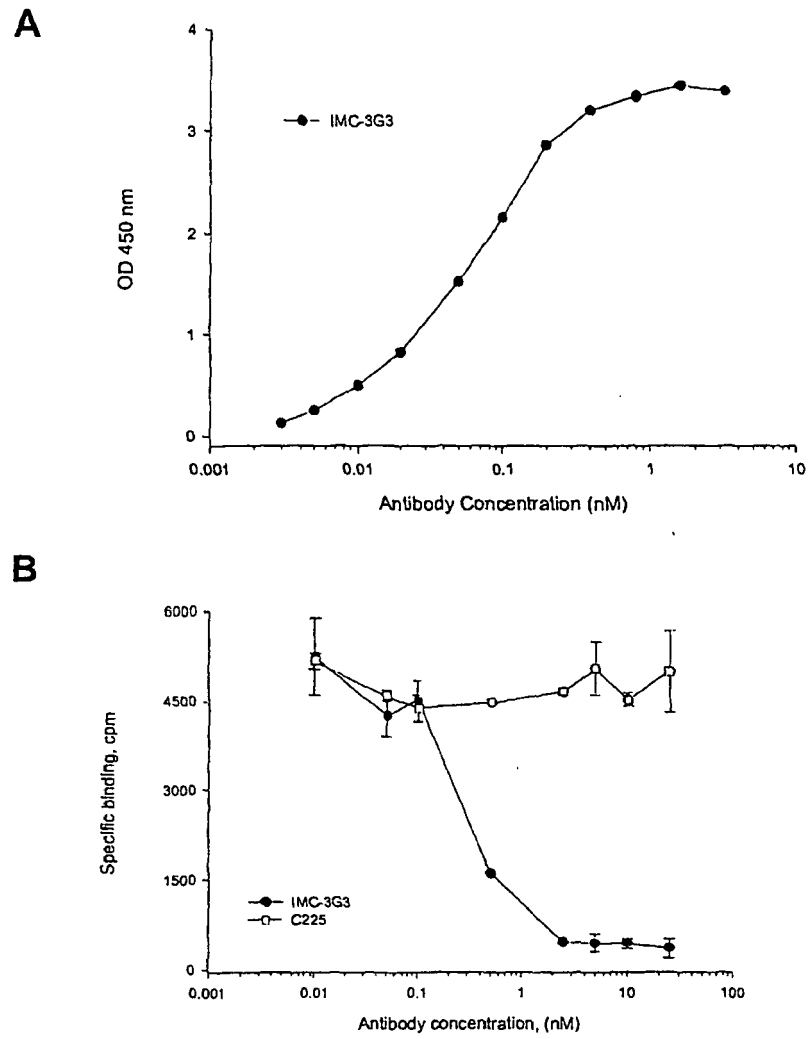 A
4
3
2
1
0
OD 450 nm
IMC-3G3
0.001 0.01 0.1 1 10
Antibody Concentration (nM)
B
6000
4500
3000
1500
0
Specific binding, cpm
IMC-3G3
C225
0.001 0.01 0.1 1 10 100
Antibody concentration, (nM)